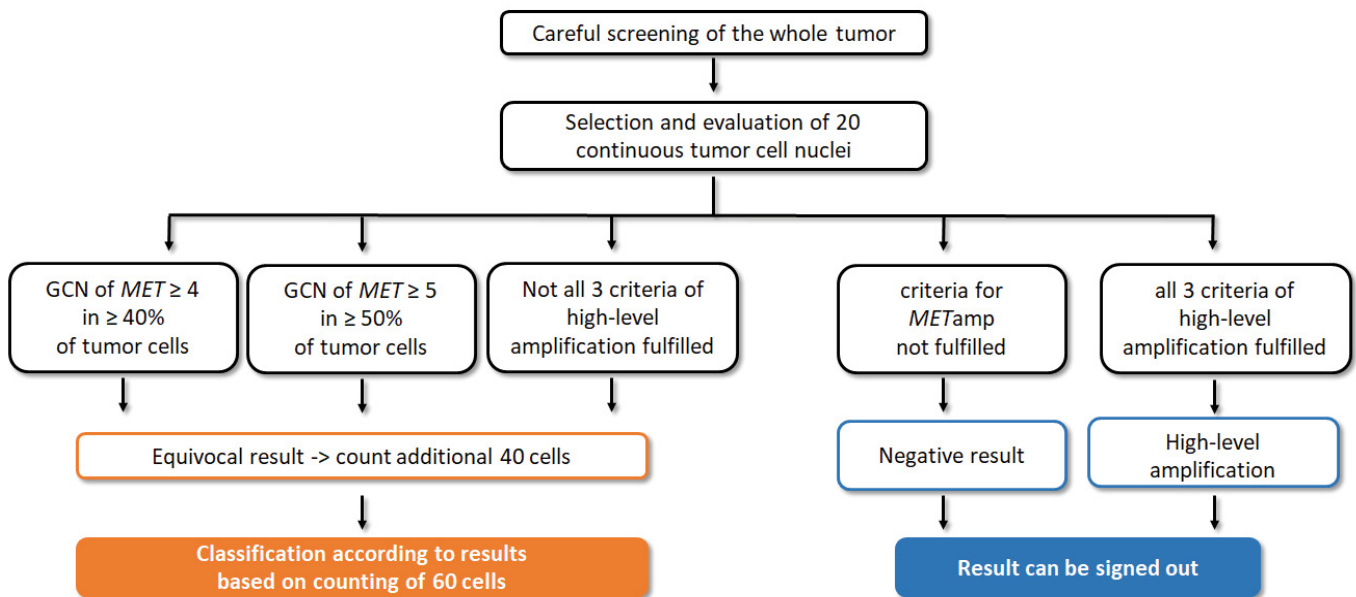 Careful screening of the whole tumor
Selection and evaluation of 20
continuous tumor cell nuclei
GCN of MET ≥ 4
in ≥ 40%
of tumor cells
GCN of MET ≥ 5
in ≥ 50%
of tumor cells
Not all 3 criteria of
high-level
amplification fulfilled
criteria for
METamp
not fulfilled
all 3 criteria of
high-level
amplification fulfilled
Equivocal result -> count additional 40 cells
Negative result
High-level
amplification
Classification according to results
based on counting of 60 cells
Result can be signed out